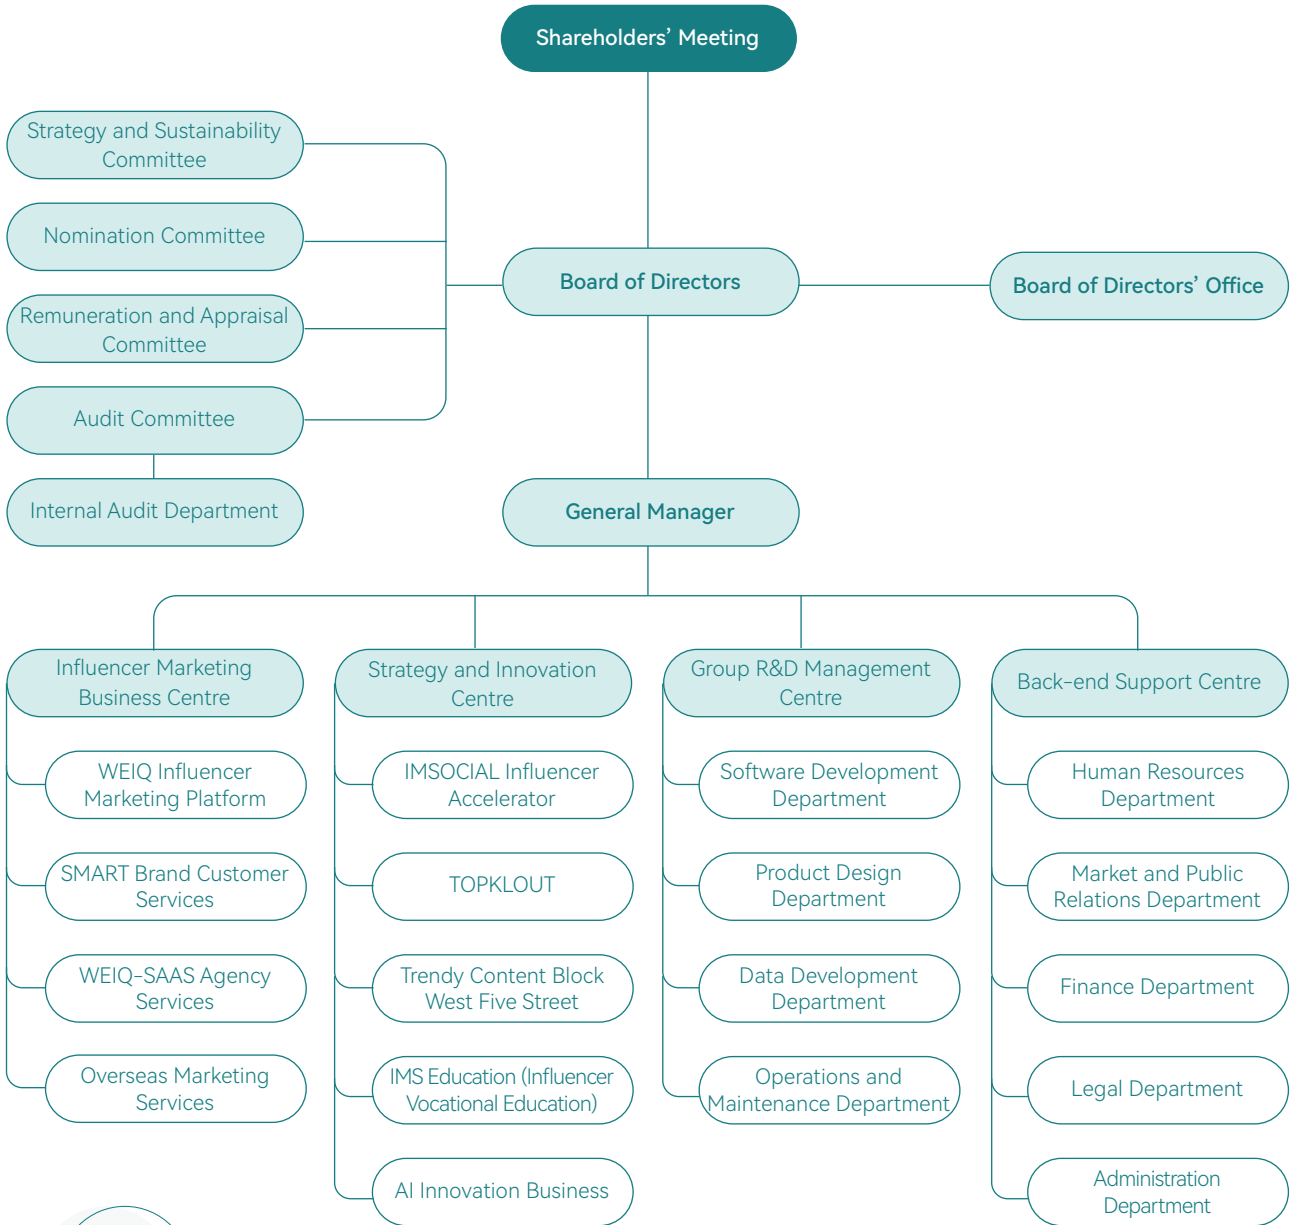 Shareholders’ Meeting
Strategy and Sustainability
Committee
Nomination Committee
Remuneration and Appraisal
Committee
Audit Committee
Internal Audit Department
Board of Directors
Board of Directors’ Office
General Manager
Influencer Marketing
Business Centre
WEIQ Influencer
Marketing Platform
SMART Brand Customer
Services
WEIQ-SAAS Agency
Services
Overseas Marketing
Services
Strategy and Innovation
Centre
IMSOCIAL Influencer
Accelerator
TOPKLOUT
Trendy Content Block
West Five Street
IMS Education (Influencer
Vocational Education)
AI Innovation Business
Group R&D Management
Centre
Software Development
Department
Product Design
Department
Data Development
Department
Operations and
Maintenance Department
Back-end Support Centre
Human Resources
Department
Market and Public
Relations Department
Finance Department
Legal Department
Administration
Department